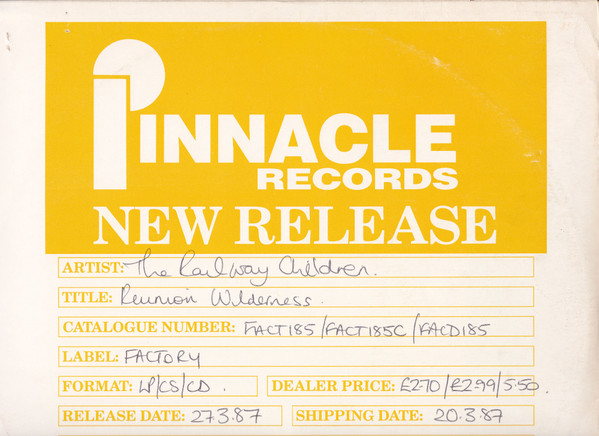 PINNACLE
RECORDS
NEW RELEASE
ARTIST: The Railway Children.
TITLE: Reunion Wilderness.
CATALOGUE NUMBER: FACT185/FACT185C/FACD185
LABEL: FACTORY
FORMAT: LP/CS/CD. DEALER PRICE: £2.70/£2.99/5.50.
RELEASE DATE: 27.3.87 SHIPPING DATE: 20.3.87